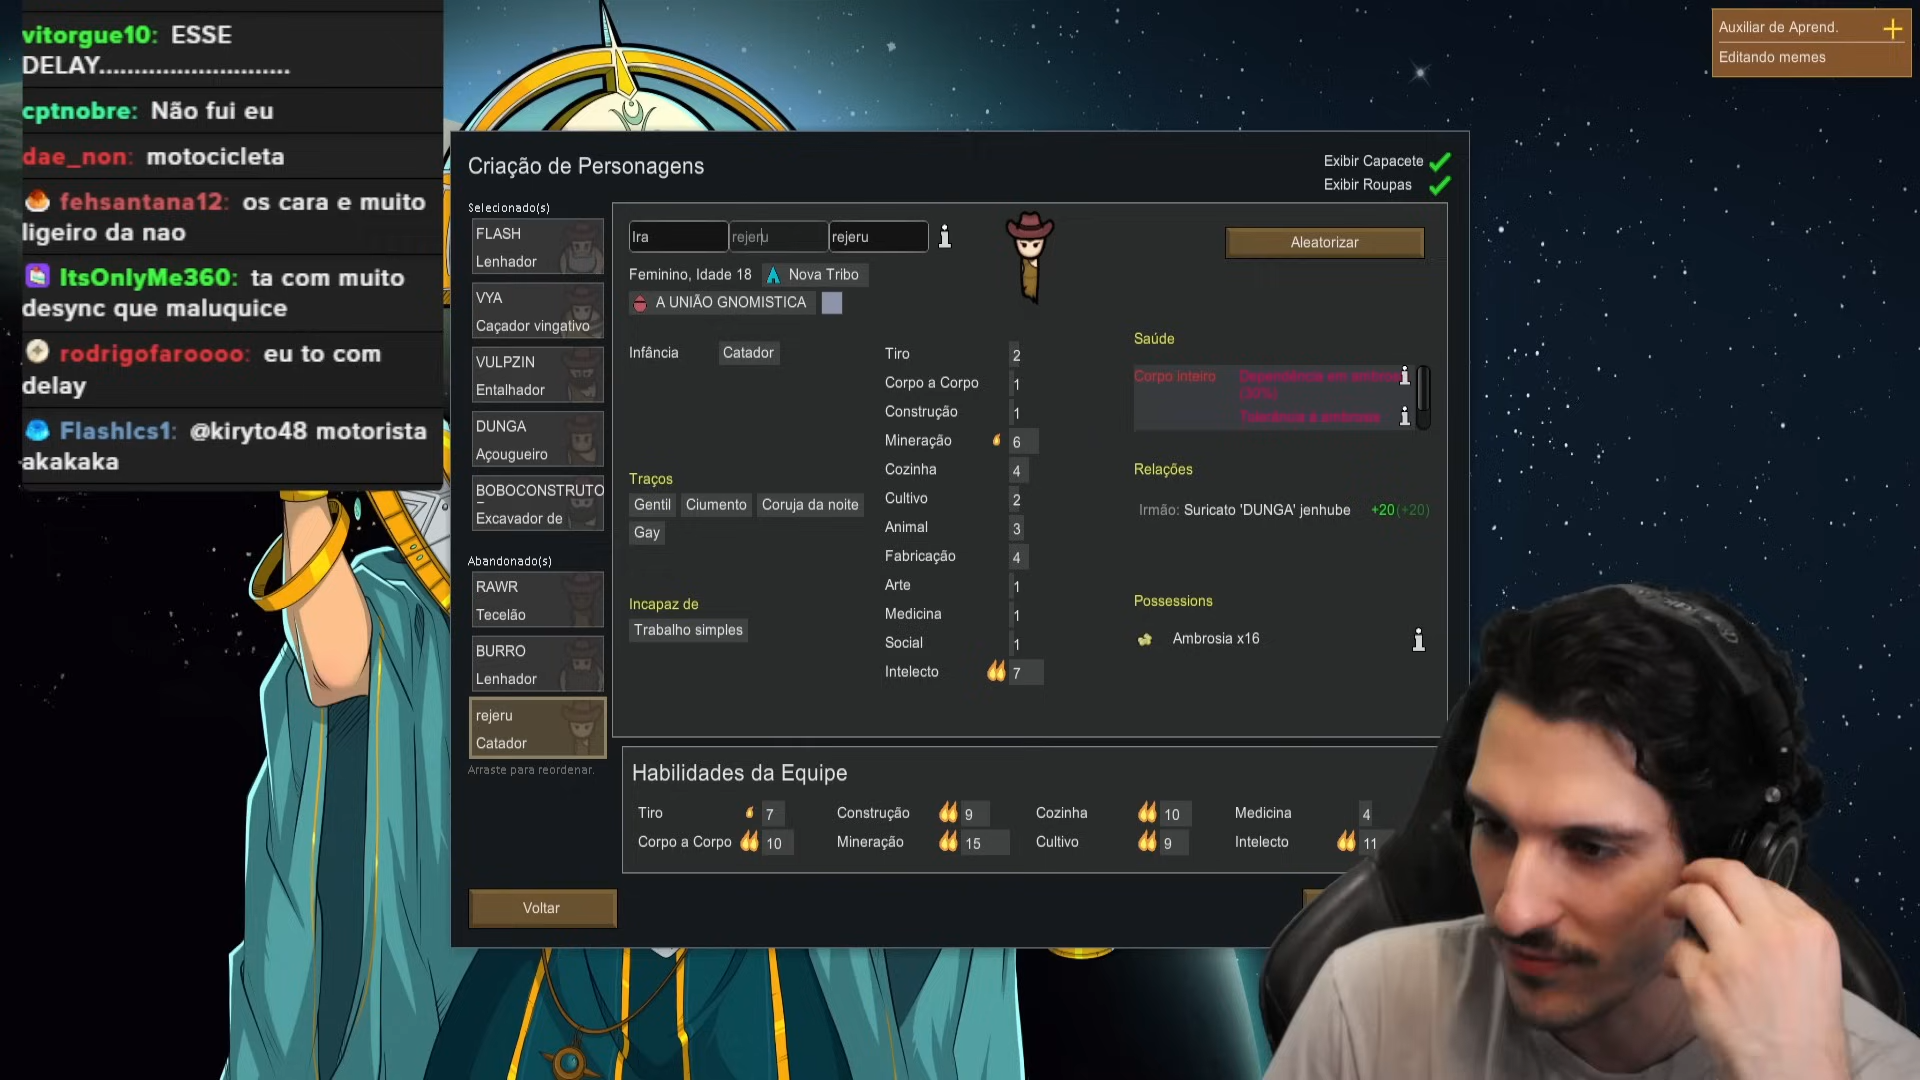 vitorgue10: ESSE
DELAY...........................
cptnobre: Não fui eu
dae_non: motocicleta
fehsantana12: os cara e muito
ligeiro da nao
ItsOnlyMe360: ta com muito
desync que maluquice
rodrigofaroooo: eu to com
delay
FlashIcs1: @kiryto48 motorista
akakaka
Auxiliar de Aprend.
Editando memes
Criação de Personagens
Exibir Capacete
Exibir Roupas
Selecionado(s)
FLASH
Lenhador
VYA
Caçador vingativo
VULPZIN
Entalhador
DUNGA
Açougueiro
BOBOCONSTRUTO
Excavador de
Abandonado(s)
RAWR
Tecelão
BURRO
Lenhador
rejeru
Catador
Arraste para reordenar.
Ira rejeru rejeru
Aleatorizar
Feminino, Idade 18 Nova Tribo
A UNIÃO GNOMISTICA
Infância Catador
Traços
Gentil Ciumento Coruja da noite
Gay
Incapaz de
Trabalho simples
Tiro 2
Corpo a Corpo 1
Construção 1
Mineração 6
Cozinha 4
Cultivo 2
Animal 3
Fabricação 4
Arte 1
Medicina 1
Social 1
Intelecto 7
Saúde
Corpo inteiro Dependência em
(30%)
Tolerância a ambrosia
Relações
Irmão: Suricato 'DUNGA' jenhube +20(+20)
Possessions
Ambrosia x16
Habilidades da Equipe
Tiro 7 Construção 9 Cozinha 10 Medicina 4
Corpo a Corpo 10 Mineração 15 Cultivo 9 Intelecto 11
Voltar